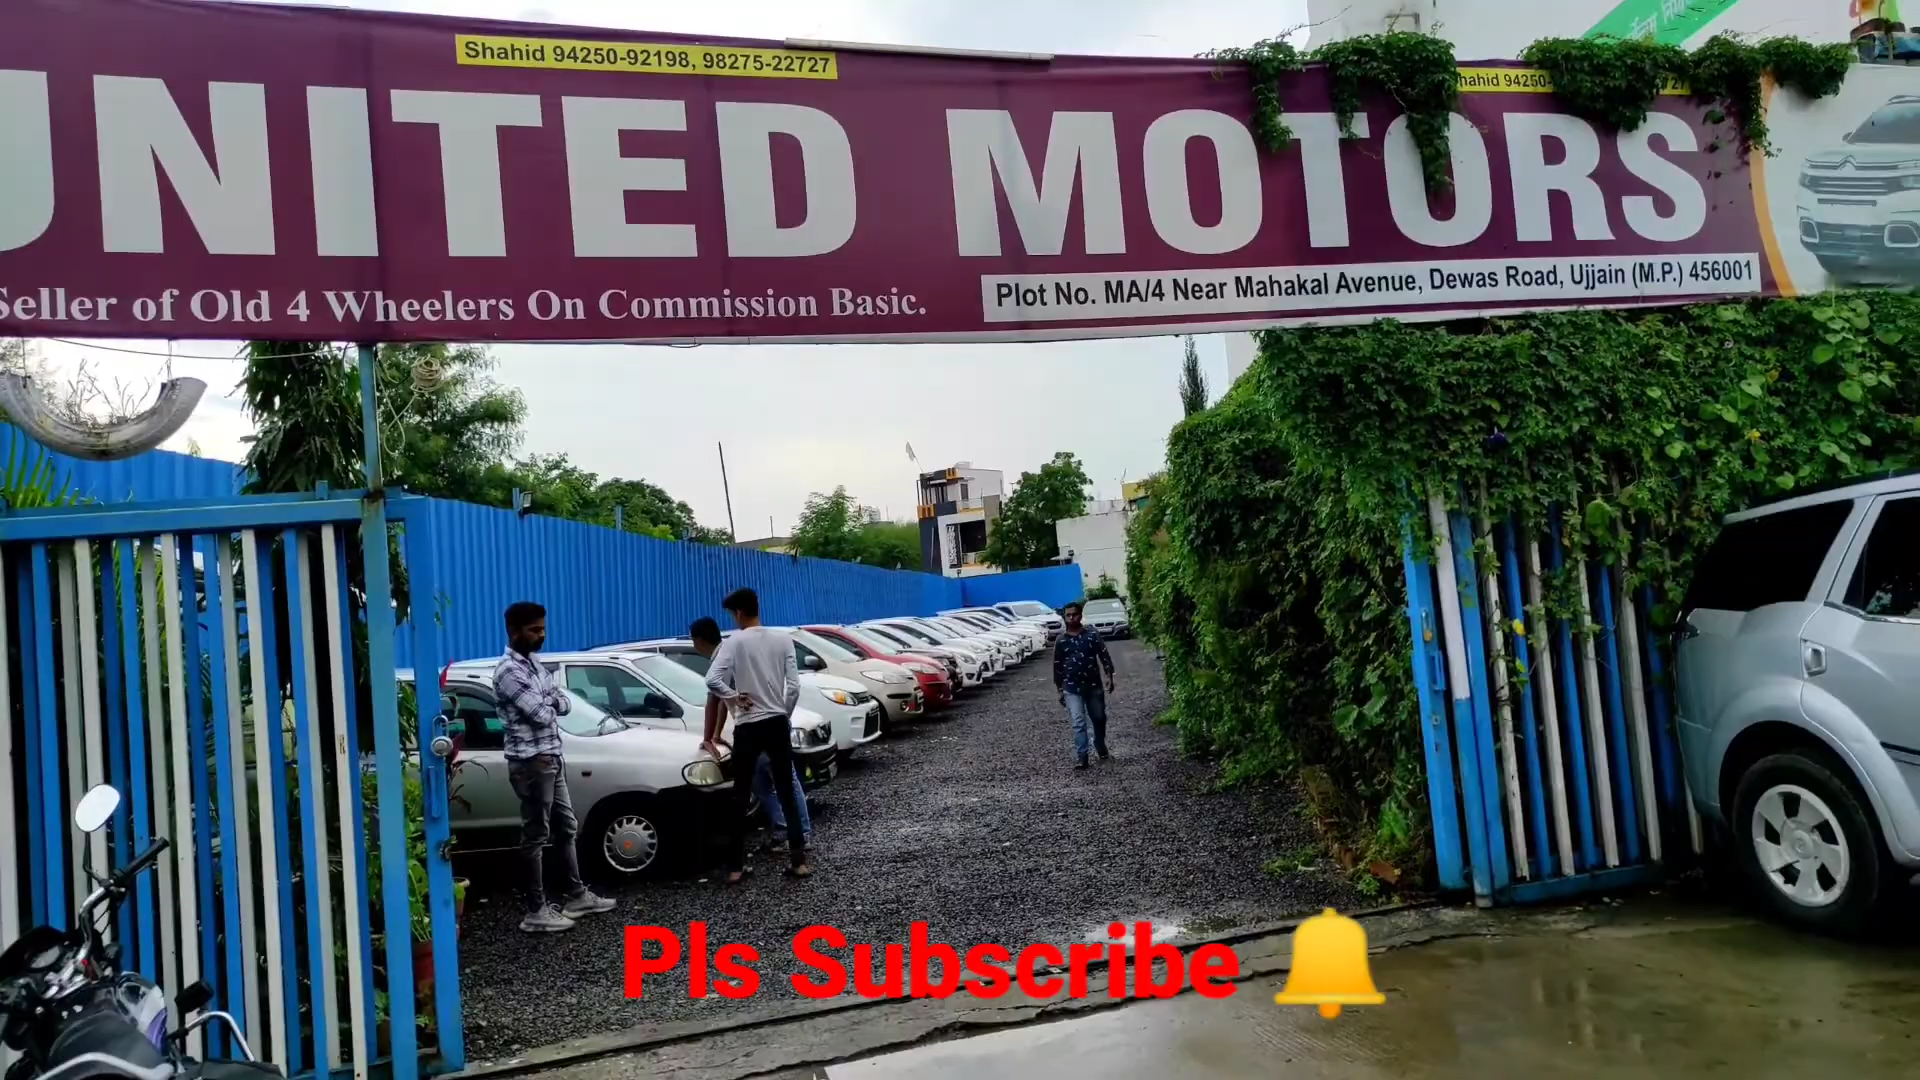 Shahid 94250-92198, 98275-22727
UNITED MOTORS
Seller of Old 4 Wheelers On Commission Basic.
Plot No. MA/4 Near Mahakal Avenue, Dewas Road, Ujjain (M.P.) 456001
Pls Subscribe